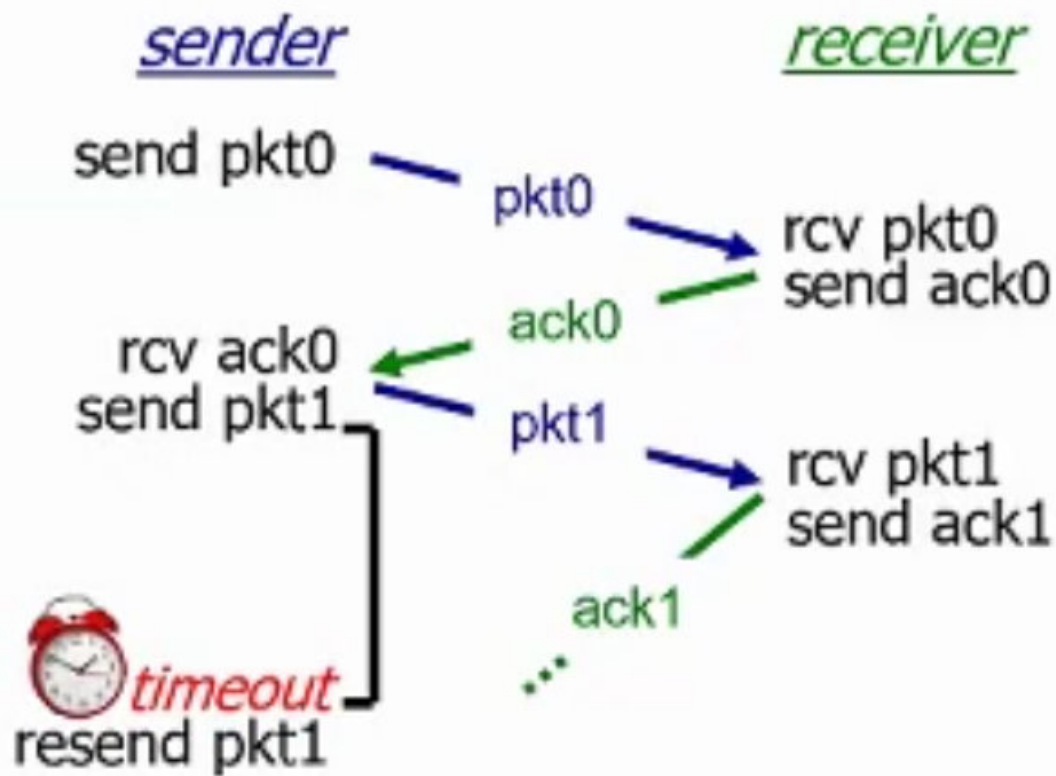 sender
receiver
send pkt0
pkt0
rcv pkt0
send ack0
ack0
rcv ack0
send pkt1
pkt1
rcv pkt1
send ack1
ack1
timeout
resend pkt1